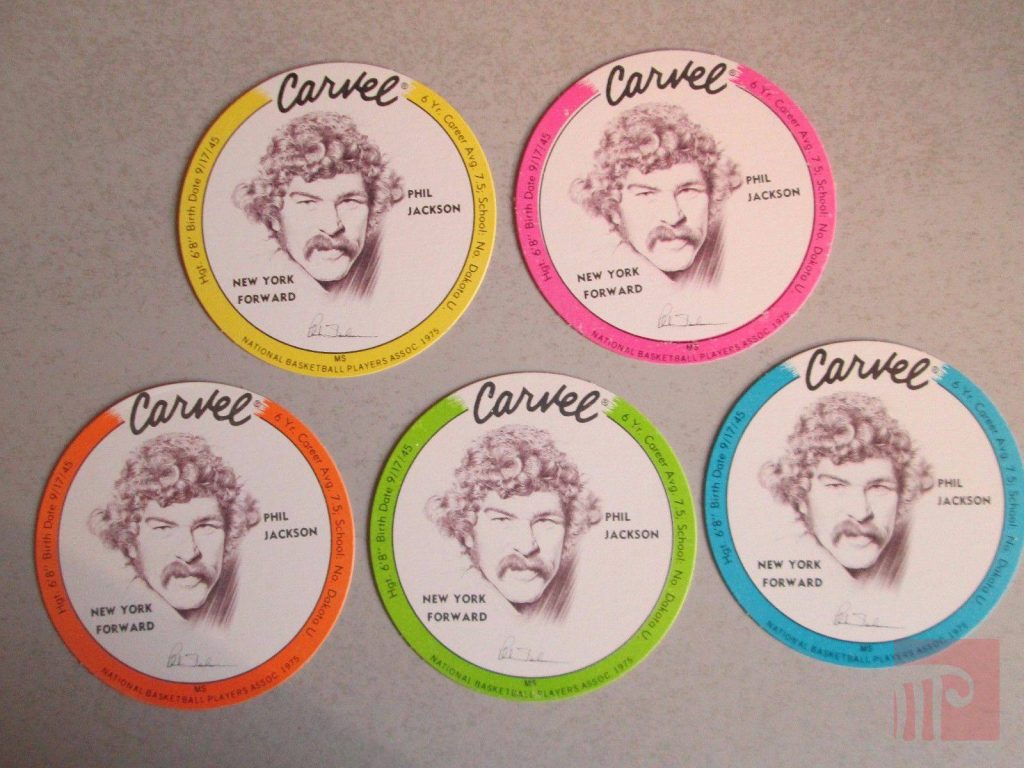 Carvel®
6 Yr. Career Avg. 7.5; School: No. Dakota U.
Hgt. 6'8" Birth Date 9/17/45
PHIL
JACKSON
NEW YORK
FORWARD
MS
NATIONAL BASKETBALL PLAYERS ASSOC. 1975
Carvel®
6 Yr. Career Avg. 7.5; School: No. Dakota U.
Hgt. 6'8" Birth Date 9/17/45
PHIL
JACKSON
NEW YORK
FORWARD
MS
NATIONAL BASKETBALL PLAYERS ASSOC. 1975
Carvel®
6 Yr. Career Avg. 7.5; School: No. Dakota U.
Hgt. 6'8" Birth Date 9/17/45
PHIL
JACKSON
NEW YORK
FORWARD
MS
NATIONAL BASKETBALL PLAYERS ASSOC. 1975
Carvel®
6 Yr. Career Avg. 7.5; School: No. Dakota U.
Hgt. 6'8" Birth Date 9/17/45
PHIL
JACKSON
NEW YORK
FORWARD
MS
NATIONAL BASKETBALL PLAYERS ASSOC. 1975
Carvel®
6 Yr. Career Avg. 7.5; School: No. Dakota U.
Hgt. 6'8" Birth Date 9/17/45
PHIL
JACKSON
NEW YORK
FORWARD
MS
NATIONAL BASKETBALL PLAYERS ASSOC. 1975